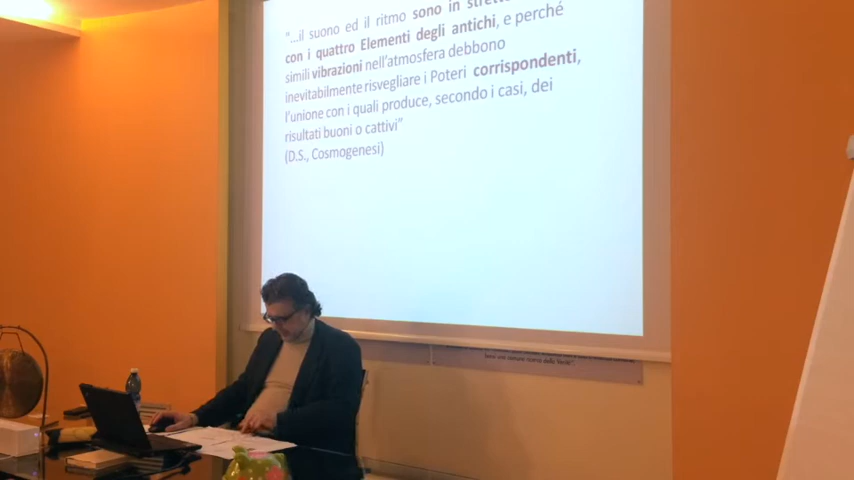 "...il suono ed il ritmo sono in
con i quattro Elementi degli antichi, e perché
simili vibrazioni nell'atmosfera debbono
inevitabilmente risvegliare i Poteri corrispondenti,
l'unione con i quali produce, secondo i casi, dei
risultati buoni o cattivi"
(D.S., Cosmogenesi)